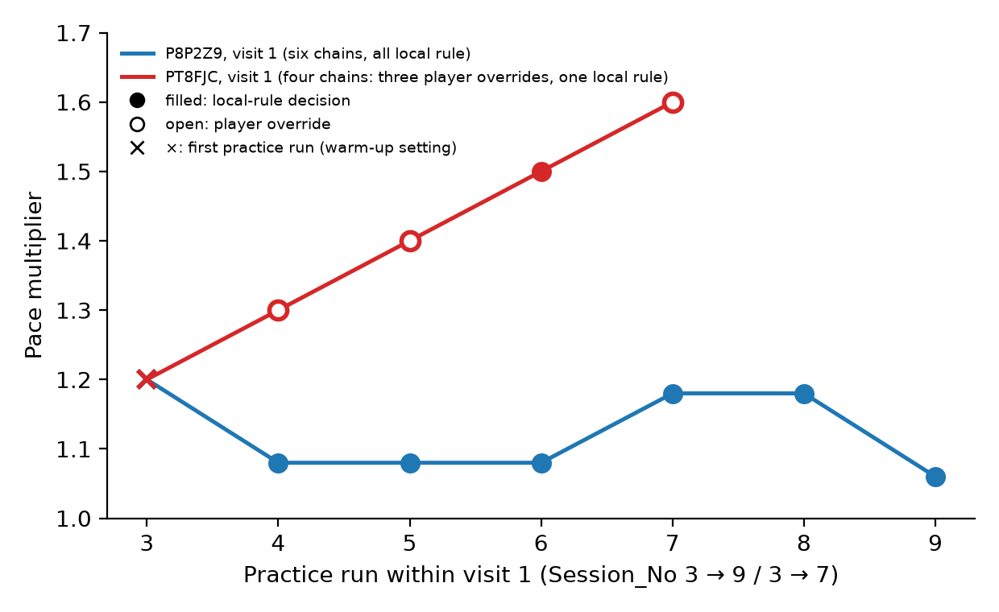 1.7
1.6
1.5
1.4
1.3
1.2
1.1
1.0
Pace multiplier
P8P2Z9, visit 1 (six chains, all local rule)
PT8FJC, visit 1 (four chains: three player overrides, one local rule)
filled: local-rule decision
open: player override
×: first practice run (warm-up setting)
3 4 5 6 7 8 9
Practice run within visit 1 (Session_No 3 → 9 / 3 → 7)